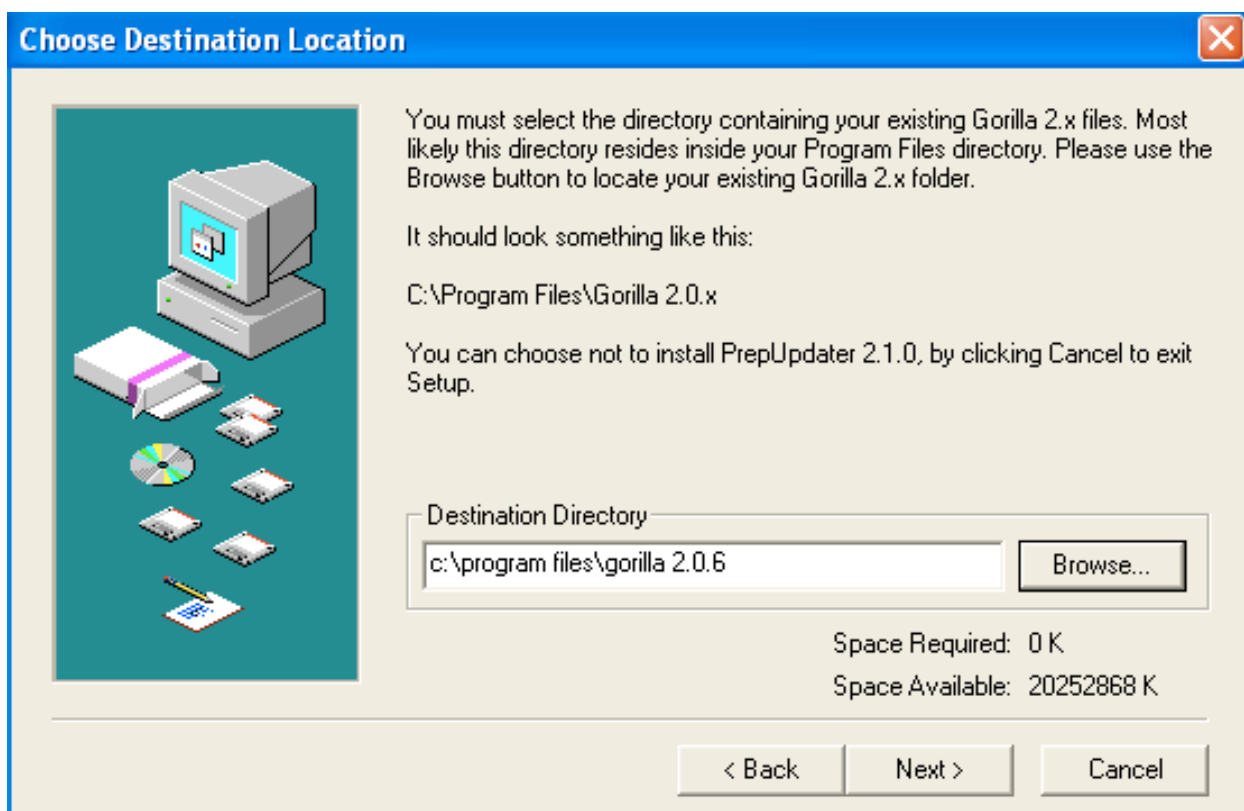 Choose Destination Location
You must select the directory containing your existing Gorilla 2.x files. Most
likely this directory resides inside your Program Files directory. Please use the
Browse button to locate your existing Gorilla 2.x folder.
It should look something like this:
C:\Program Files\Gorilla 2.0.x
You can choose not to install PrepUpdater 2.1.0, by clicking Cancel to exit
Setup.
Destination Directory
c:\program files\gorilla 2.0.6
Browse...
Space Required: 0 K
Space Available: 20252868 K
< Back
Next >
Cancel